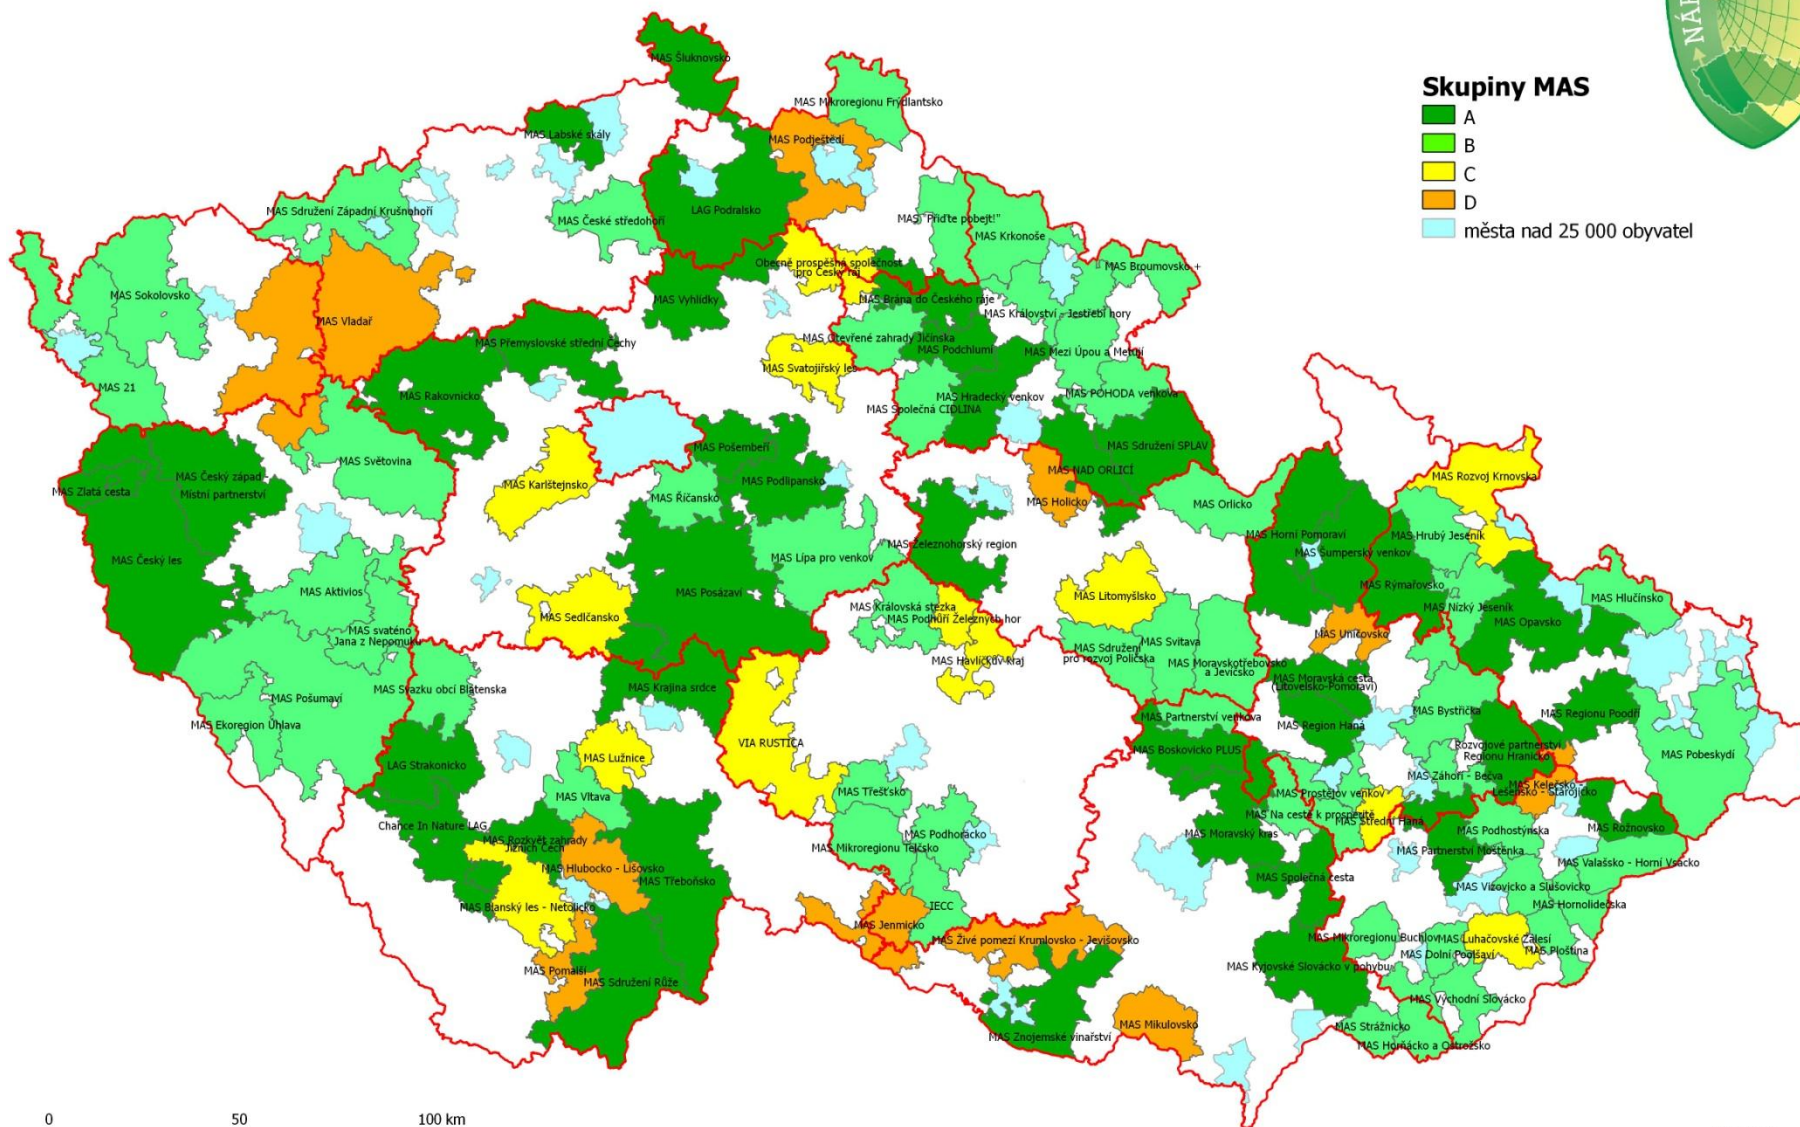 NÁR
Skupiny MAS
A
B
C
D
města nad 25 000 obyvatel
MAS Šluknovsko
MAS Mikroregionu Frýdlantsko
MAS Labské skály
MAS Podještědí
MAS Sdružení Západní Krušnohoří
MAS České středohoří
LAG Podralsko
MAS "Přiďte pobejt!"
MAS Krkonoše
MAS Broumovsko +
Obecně prospěšná společnost
pro Český ráj
MAS Sokolovsko
MAS Vladař
MAS Vyhlídky
MAS Brána do Českého ráje
MAS Království - Jestřebí hory
MAS Přemyslovské střední Čechy
MAS Otevřené zahrady Jičínska
MAS Podchlumí
MAS Mezi Úpou a Metují
MAS 21
MAS Rakovnicko
MAS Svatojiřský les
MAS Hradecký venkov
MAS POHODA venkova
MAS Společná CIDLINA
MAS Pošembeří
MAS Sdružení SPLAV
MAS Světovina
MAS Český západ
Místní partnerství
MAS Zlatá cesta
MAS Karlštejnsko
MAS Podlipansko
MAS NAD ORLICÍ
MAS Rozvoj Krnovska
MAS Říčansko
MAS Holicko
MAS Orlicko
MAS Český les
MAS Lípa pro venkov
MAS Železnohorský region
MAS Horní Pomoraví
MAS Hrubý Jeseník
MAS Šumperský venkov
MAS Aktivios
MAS Posázaví
MAS Litomyšlsko
MAS Rýmařovsko
MAS Hlučínsko
MAS Sedlčansko
MAS Královská stezka
MAS Podhůří Železných hor
MAS Nízký Jeseník
MAS Opavsko
MAS svatého
Jana z Nepomuku
MAS Svitava
MAS Uničovsko
MAS Sdružení
pro rozvoj Poličska
MAS Havlíčkův kraj
MAS Moravskotřebovsko
a Jevíčsko
MAS Moravská cesta
(Litovelsko-Pomoraví)
MAS Pošumaví
MAS Svazku obcí Blatenska
MAS Krajina srdce
MAS Ekoregion Úhlava
MAS Partnerství venkova
MAS Region Haná
MAS Bystřička
MAS Regionu Poodří
VIA RUSTICA
MAS Boskovicko PLUS
Rozvojové partnerství
Regionu Hranicko
MAS Pobeskydí
LAG Strakonicko
MAS Lužnice
MAS Záhoří - Bečva
MAS Kelečsko -
Lešensko - Starojicko
MAS Vltava
MAS Třešťsko
MAS Prostějov venkov
MAS Na cestě k prosperitě
MAS Střední Haná
Chance In Nature LAG
MAS Rozkvět zahrady
Jižních Čech
MAS Podhorácko
MAS Mikroregionu Telčsko
MAS Moravský kras
MAS Podhostýnska
MAS Rožnovsko
MAS Partnerství Moštěnka
MAS Valašsko - Horní Vsacko
MAS Hlubocko - Lišovsko
MAS Třeboňsko
MAS Společná cesta
MAS Vizovicko a Slušovicko
MAS Blanský les - Netolicko
IECC
MAS Hornolidečska
MAS Jemnicko
MAS Živé pomezí Krumlovsko - Jevišovsko
MAS Mikroregionu Buchlov
MAS Luhačovské Zálesí
MAS Dolní Poolšaví
MAS Ploština
MAS Pomalší
MAS Sdružení Růže
MAS Kyjovské Slovácko v pohybu
MAS Východní Slovácko
MAS Znojemské vinařství
MAS Mikulovsko
MAS Strážnicko
MAS Horňácko a Ostrožsko
0 50 100 km